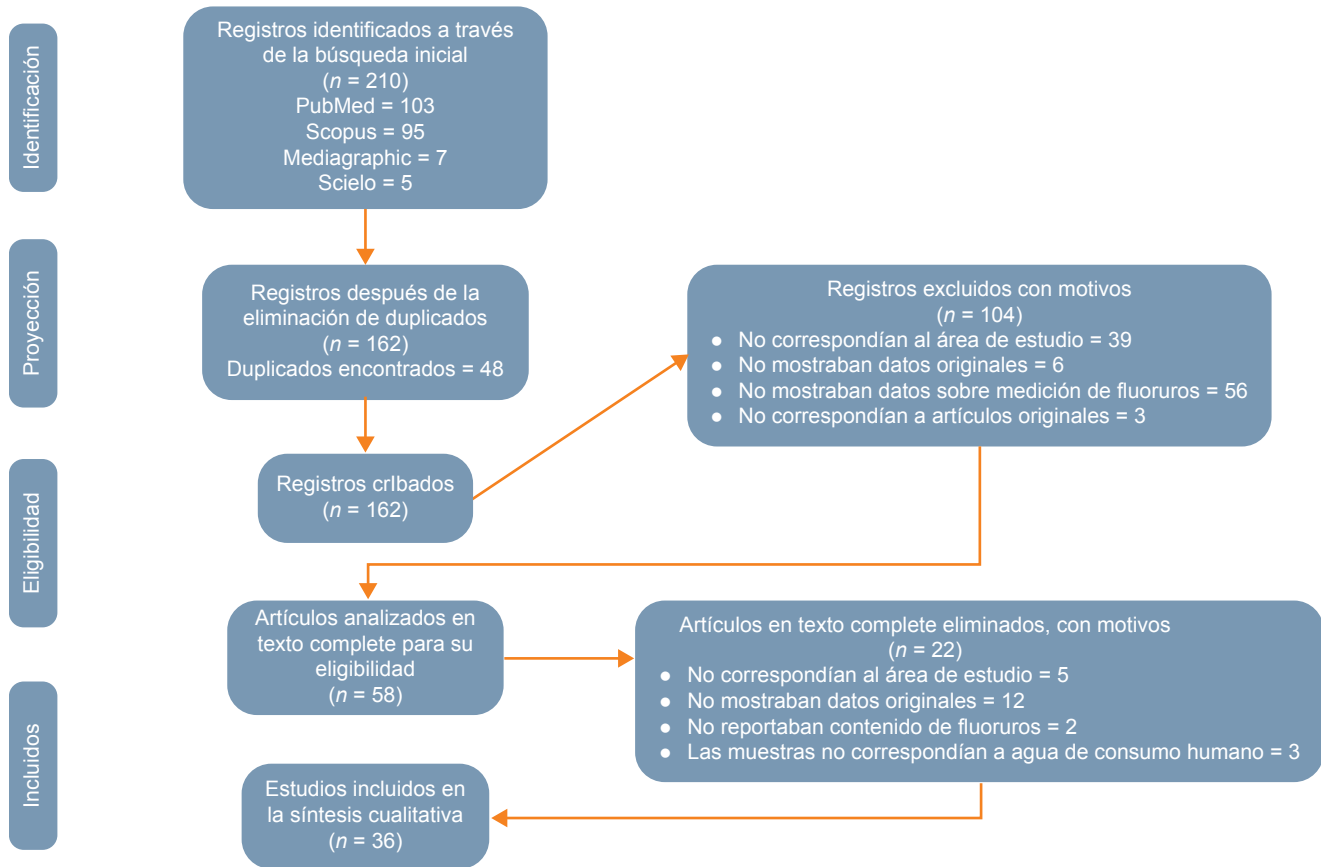 Identificación
Registros identificados a través
de la búsqueda inicial
(n = 210)
PubMed = 103
Scopus = 95
Mediagraphic = 7
Scielo = 5
Proyección
Registros después de la
eliminación de duplicados
(n = 162)
Duplicados encontrados = 48
Registros excluidos con motivos
(n = 104)
● No correspondían al área de estudio = 39
● No mostraban datos originales = 6
● No mostraban datos sobre medición de fluoruros = 56
● No correspondían a artículos originales = 3
Eligibilidad
Registros crIbados
(n = 162)
Artículos analizados en
texto complete para su
eligibilidad
(n = 58)
Artículos en texto complete eliminados, con motivos
(n = 22)
● No correspondían al área de estudio = 5
● No mostraban datos originales = 12
● No reportaban contenido de fluoruros = 2
● Las muestras no correspondían a agua de consumo humano = 3
Incluidos
Estudios incluidos en
la síntesis cualitativa
(n = 36)